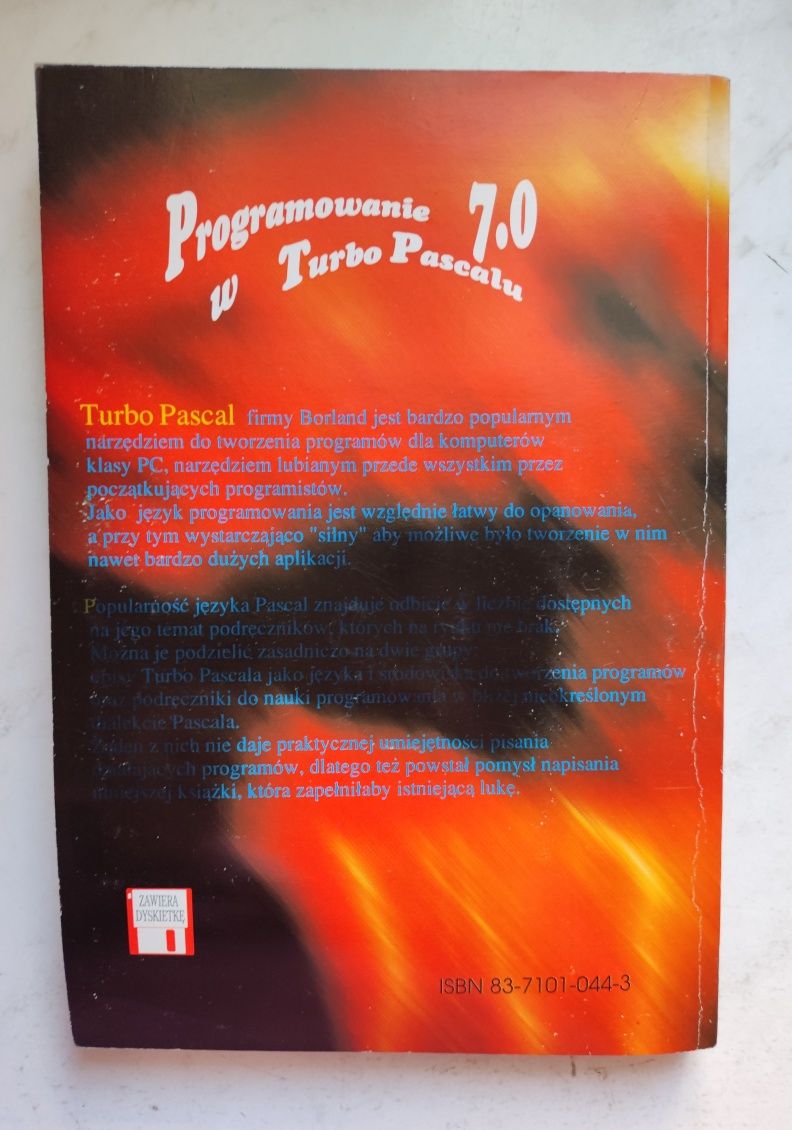 Programowanie 7.0
w Turbo Pascalu
Turbo Pascal firmy Borland jest bardzo popularnym
narzędziem do tworzenia programów dla komputerów
klasy PC, narzędziem lubianym przede wszystkim przez
początkujących programistów.
Jako język programowania jest względnie łatwy do opanowania,
a przy tym wystarczająco "silny" aby możliwe było tworzenie w nim
nawet bardzo dużych aplikacji.
Popularność języka Pascal znajduje odbicie w liczbie dostępnych
na jego temat podręczników, których na rynku nie brak.
Można je podzielić zasadniczo na dwie grupy:
opisy Turbo Pascala jako języka i środowiska do tworzenia programów
oraz podręczniki do nauki programowania w bliżej nieokreślonym
dialekcie Pascala.
Żaden z nich nie daje praktycznej umiejętności pisania
działających programów, dlatego też powstał pomysł napisania
niniejszej książki, która zapełniłaby istniejącą lukę.
ZAWIERA
DYSKIETKĘ
ISBN 83-7101-044-3